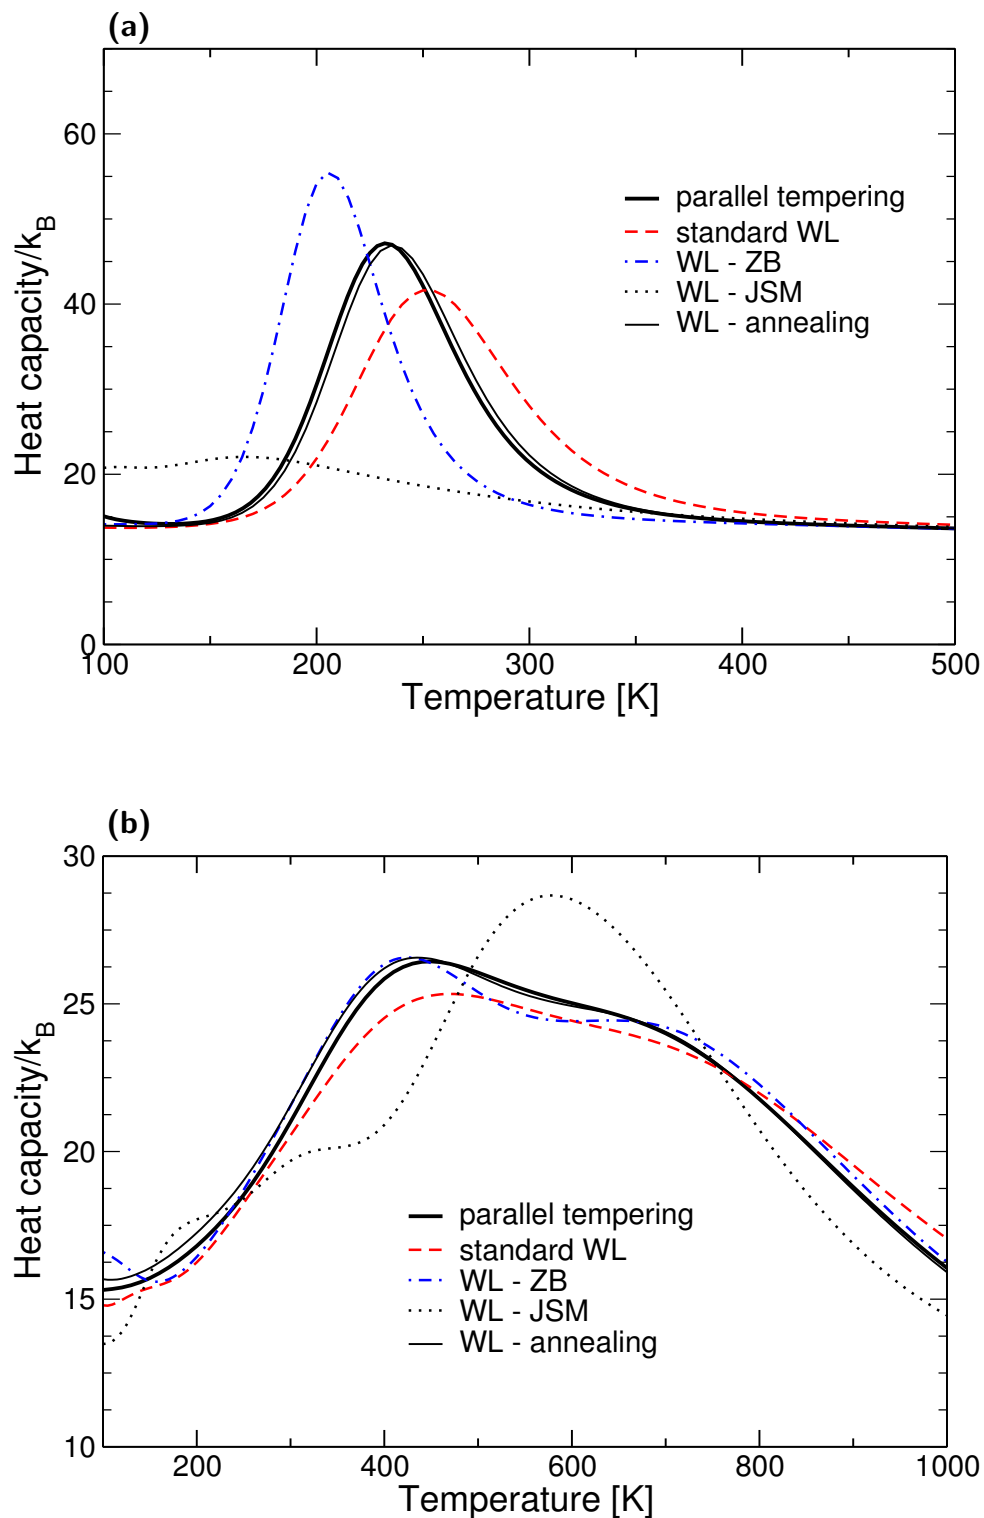 (a)
Heat capacity/k_B
60
40
20
0
parallel tempering
standard WL
WL - ZB
WL - JSM
WL - annealing
100 200 300 400 500
Temperature [K]
(b)
Heat capacity/k_B
30
25
20
15
10
parallel tempering
standard WL
WL - ZB
WL - JSM
WL - annealing
200 400 600 800 1000
Temperature [K]